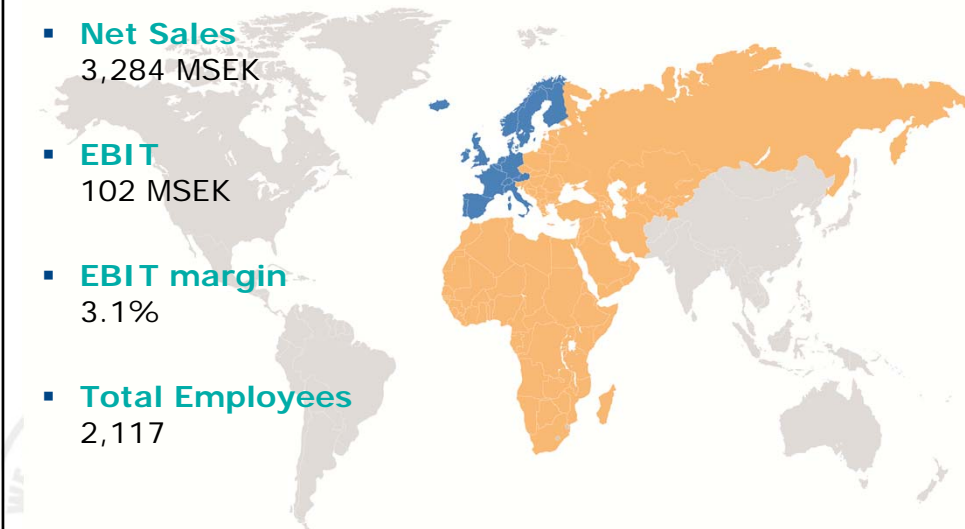 ▪ Net Sales
3,284 MSEK
▪ EBIT
102 MSEK
▪ EBIT margin
3.1%
▪ Total Employees
2,117